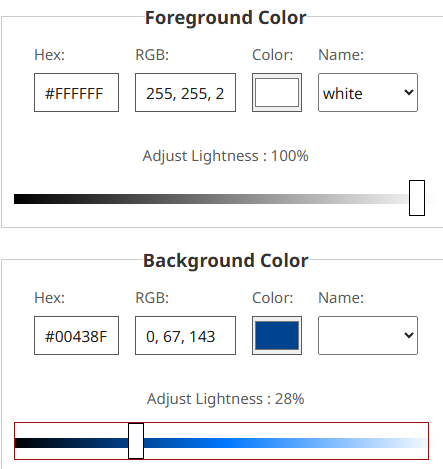 Foreground Color
Hex: RGB: Color: Name:
#FFFFFF 255, 255, 2 white
Adjust Lightness : 100%
Background Color
Hex: RGB: Color: Name:
#00438F 0, 67, 143
Adjust Lightness : 28%